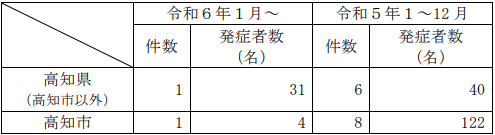 令和６年１月～ 令和５年１～12月
件数 発症者数（名） 件数 発症者数（名）
高知県（高知市以外） 1 31 6 40
高知市 1 4 8 122